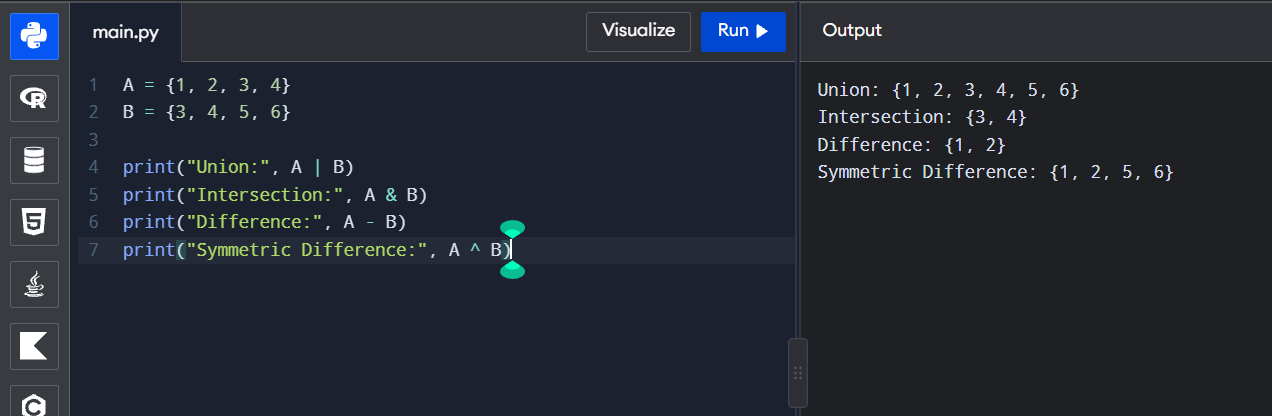 main.py
Visualize
Run
1 A = {1, 2, 3, 4}
2 B = {3, 4, 5, 6}
3
4 print("Union:", A | B)
5 print("Intersection:", A & B)
6 print("Difference:", A - B)
7 print("Symmetric Difference:", A ^ B)
Output
Union: {1, 2, 3, 4, 5, 6}
Intersection: {3, 4}
Difference: {1, 2}
Symmetric Difference: {1, 2, 5, 6}